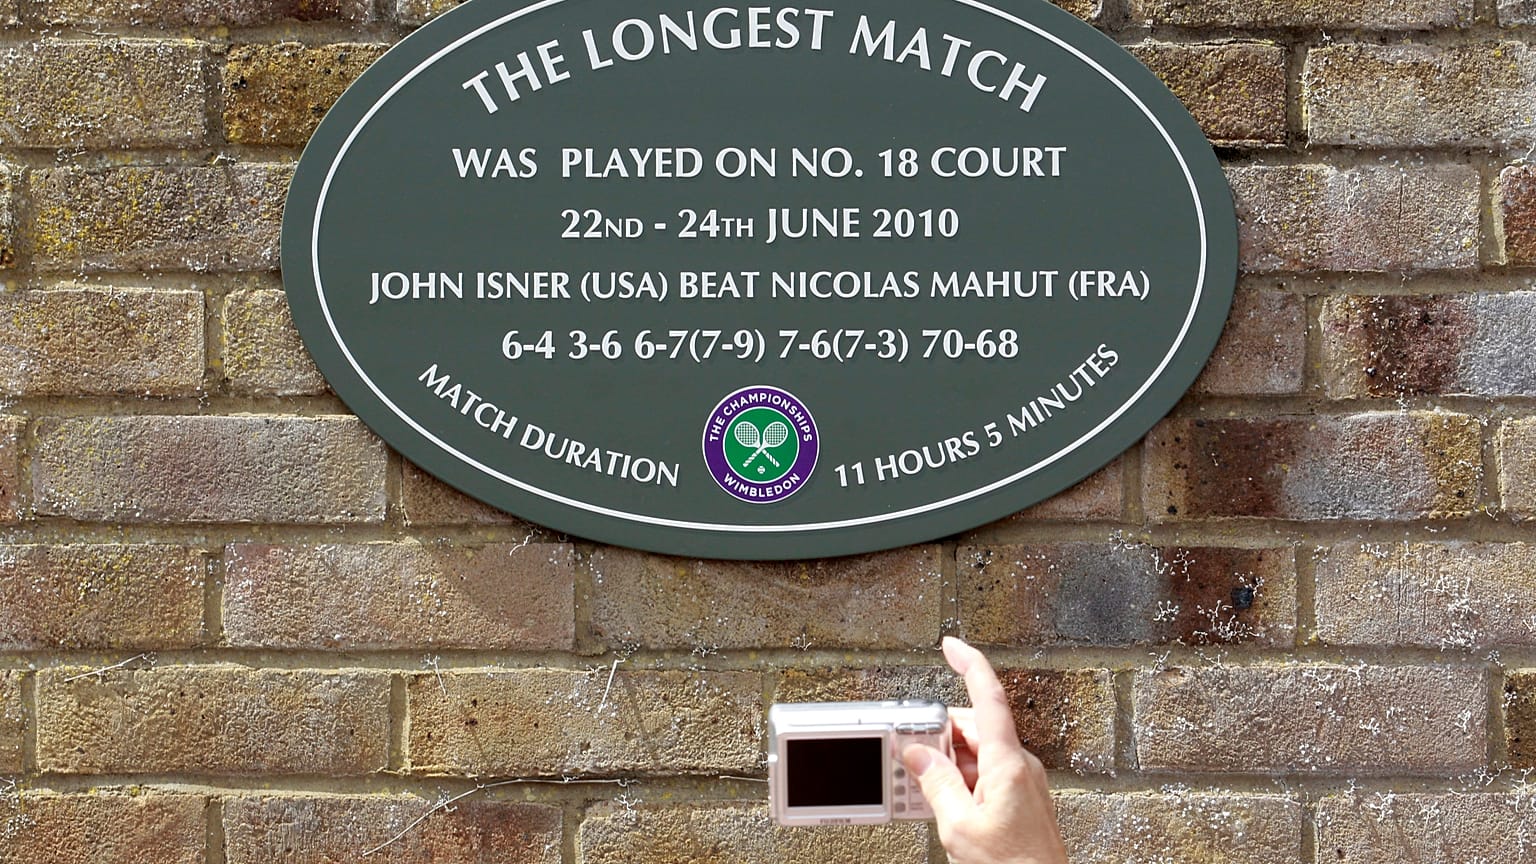 THE LONGEST MATCH
WAS PLAYED ON NO. 18 COURT
22ND - 24TH JUNE 2010
JOHN ISNER (USA) BEAT NICOLAS MAHUT (FRA)
6-4 3-6 6-7(7-9) 7-6(7-3) 70-68
MATCH DURATION
11 HOURS 5 MINUTES
THE CHAMPIONSHIPS
WIMBLEDON
FUJIFILM